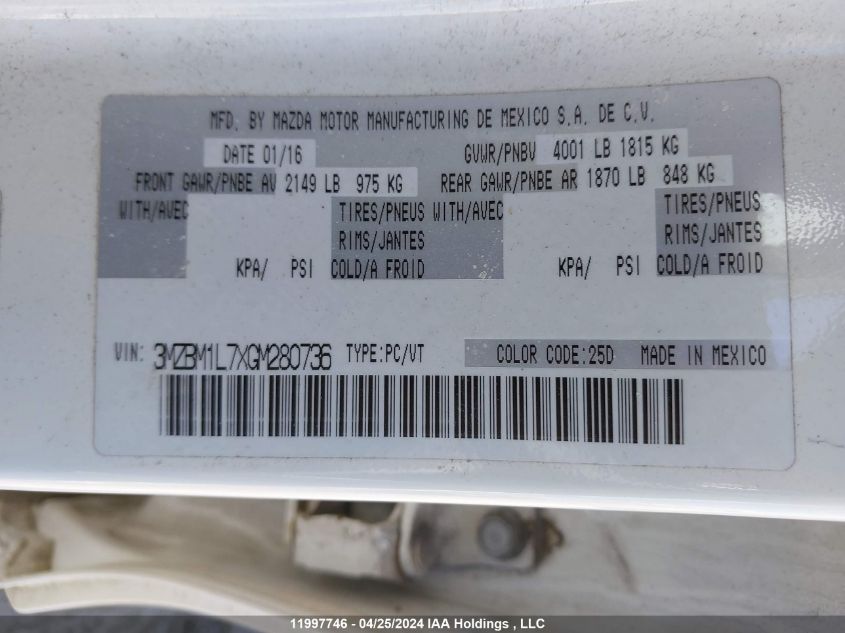 MFD. BY MAZDA MOTOR MANUFACTURING DE MEXICO S.A. DE C.V.
DATE 01/16 GVWR/PNBV 4001 LB 1815 KG
FRONT GAWR/PNBE AV 2149 LB 975 KG REAR GAWR/PNBE AR 1870 LB 848 KG
WITH/AVEC TIRES/PNEUS WITH/AVEC TIRES/PNEUS
RIMS/JANTES RIMS/JANTES
KPA/ PSI COLD/A FROID KPA/ PSI COLD/A FROID
VIN: 3MZBM1L7XGM280736 TYPE:PC/VT COLOR CODE:25D MADE IN MEXICO
11997746 - 04/25/2024 IAA Holdings , LLC